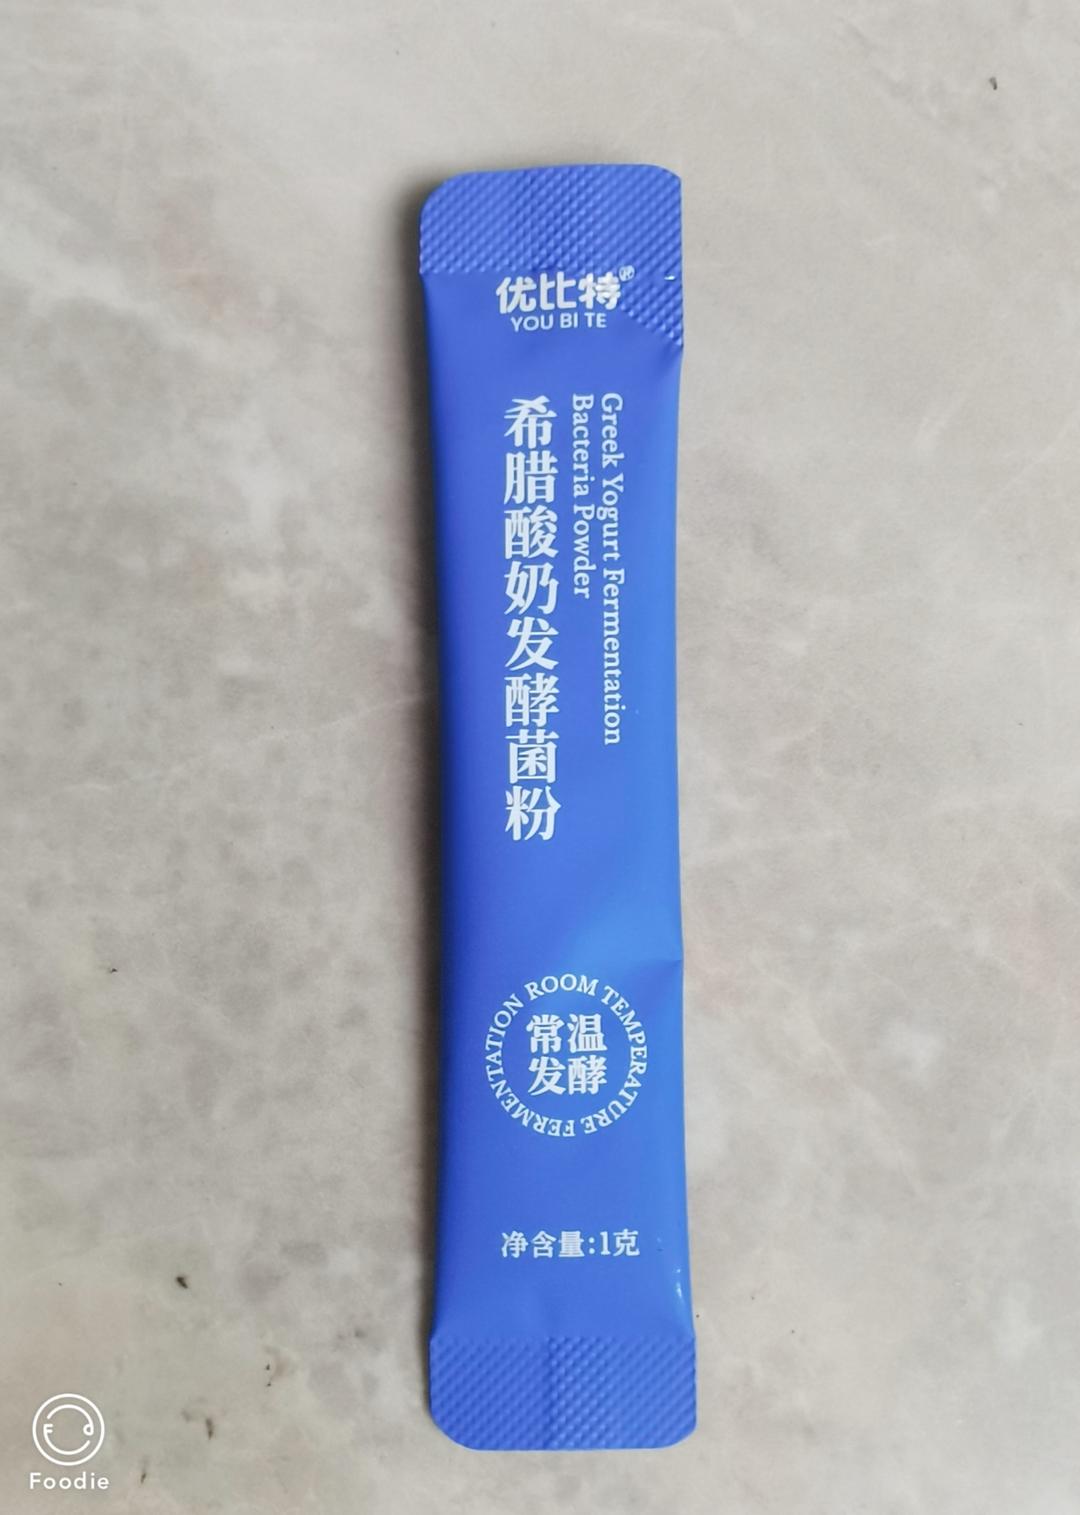 优比特®
YOU BI TE
Greek Yogurt Fermentation
Bacteria Powder
希腊酸奶发酵菌粉
ROOM TEMPERATURE FERMENTATION
常温
发酵
净含量:1克
Foodie